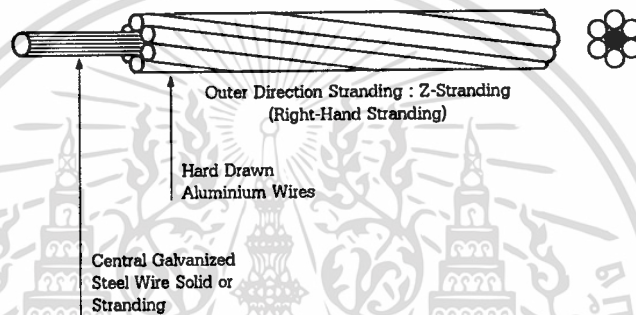 Outer Direction Stranding : Z-Stranding
(Right-Hand Stranding)
Hard Drawn
Aluminium Wires
Central Galvanized
Steel Wire Solid or
Stranding